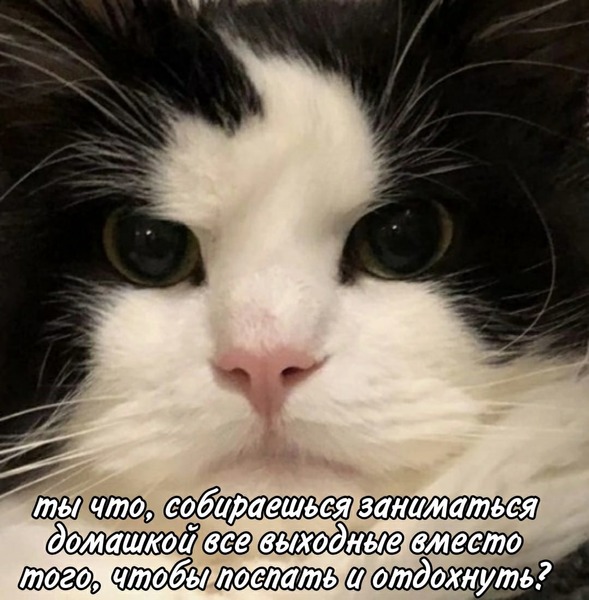 ты что, собираешься заниматься
домашкой все выходные вместо
того, чтобы поспать и отдохнуть?